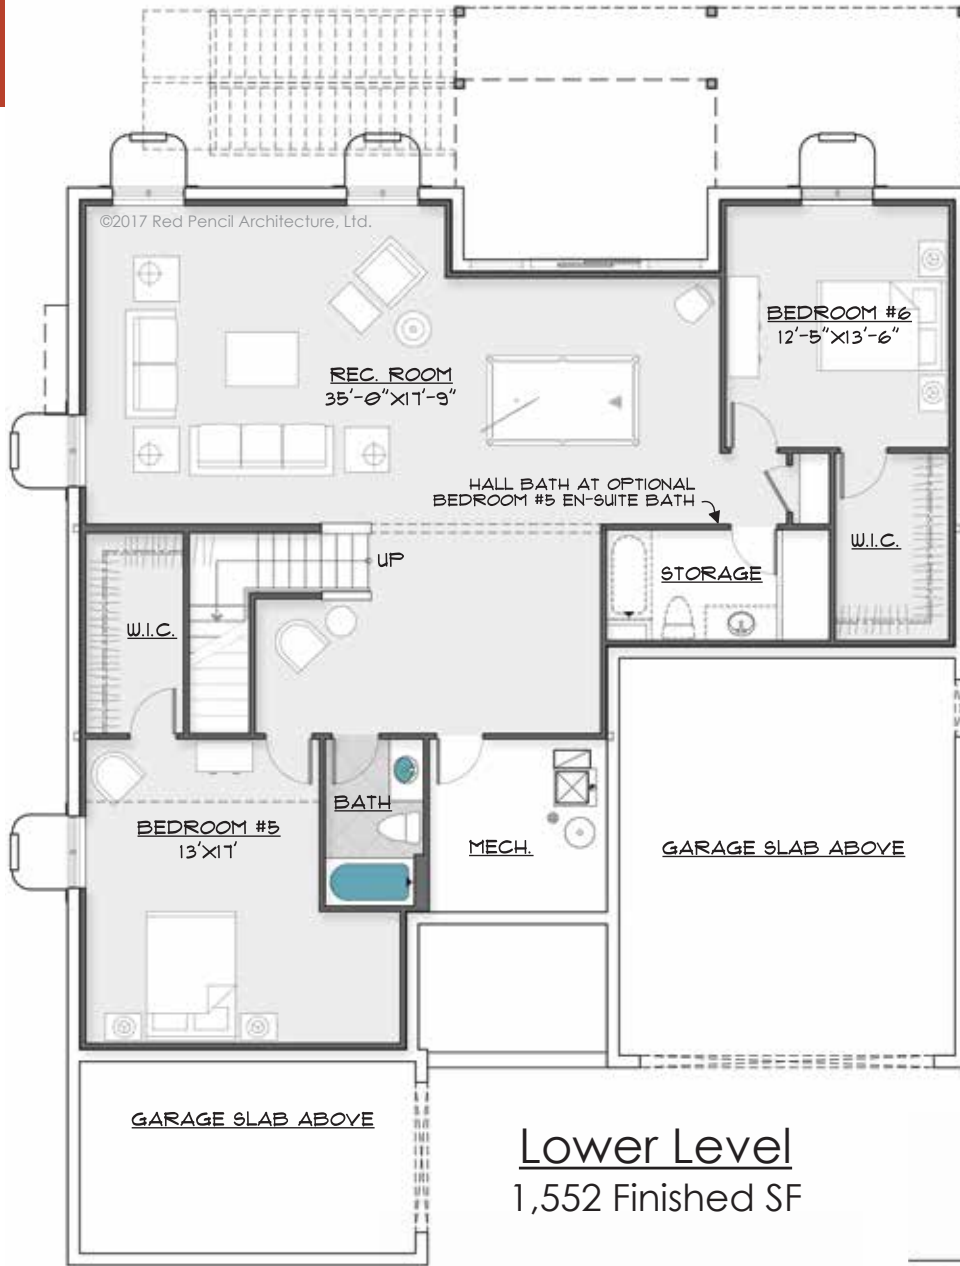 ©2017 Red Pencil Architecture, Ltd.
BEDROOM #6
12'-5"X13'-6"
REC. ROOM
35'-0"X17'-9"
HALL BATH AT OPTIONAL
BEDROOM #5 EN-SUITE BATH
W.I.C.
UP
STORAGE
W.I.C.
BATH
BEDROOM #5
13'X17'
MECH.
GARAGE SLAB ABOVE
GARAGE SLAB ABOVE
Lower Level
1,552 Finished SF